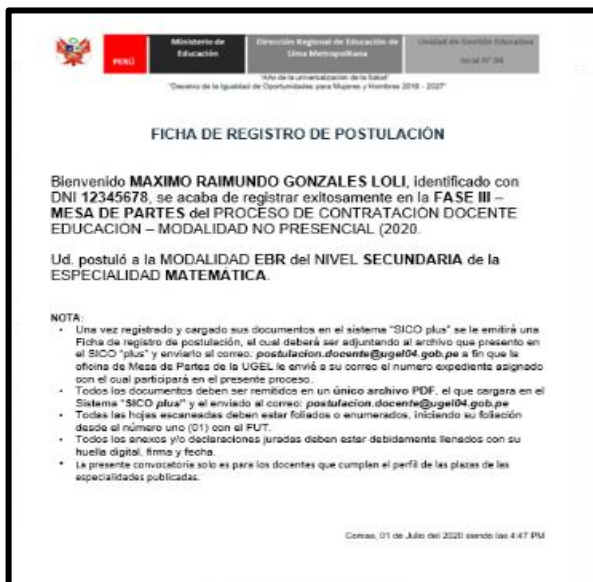 PERÚ
Ministerio de Educación
Dirección Regional de Educación de Lima Metropolitana
Unidad de Gestión Educativa local N° 04
"Año de la universalización de la Salud"
"Decenio de la Igualdad de Oportunidades para Mujeres y Hombres 2018 - 2027"
FICHA DE REGISTRO DE POSTULACIÓN
Bienvenido MAXIMO RAIMUNDO GONZALES LOLI, identificado con
DNI 12345678, se acaba de registrar exitosamente en la FASE III –
MESA DE PARTES del PROCESO DE CONTRATACIÓN DOCENTE
EDUCACIÓN – MODALIDAD NO PRESENCIAL (2020.
Ud. postuló a la MODALIDAD EBR del NIVEL SECUNDARIA de la
ESPECIALIDAD MATEMÁTICA.
NOTA:
• Una vez registrado y cargado sus documentos en el sistema "SICO plus" se le emitirá una
Ficha de registro de postulación, el cual deberá ser adjuntando al archivo que presento en
el SICO "plus" y enviarlo al correo: postulacion.docente@ugel04.gob.pe a fin que la
oficina de Mesa de Partes de la UGEL le envié a su correo el numero expediente asignado
con el cual participará en el presente proceso.
• Todos los documentos deben ser remitidos en un único archivo PDF, el que cargara en el
Sistema "SICO plus" y el enviado al correo: postulacion.docente@ugel04.gob.pe
• Todas las hojas escaneadas deben estar foliados o enumerados, iniciando su foliación
desde el número uno (01) con el FUT.
• Todos los anexos y/o declaraciones juradas deben estar debidamente llenados con su
huella digital, firma y fecha.
• La presente convocatoria solo es para los docentes que cumplan el perfil de las plazas de las
especialidades publicadas.
Comas, 01 de Julio del 2020 siendo las 4:47 PM